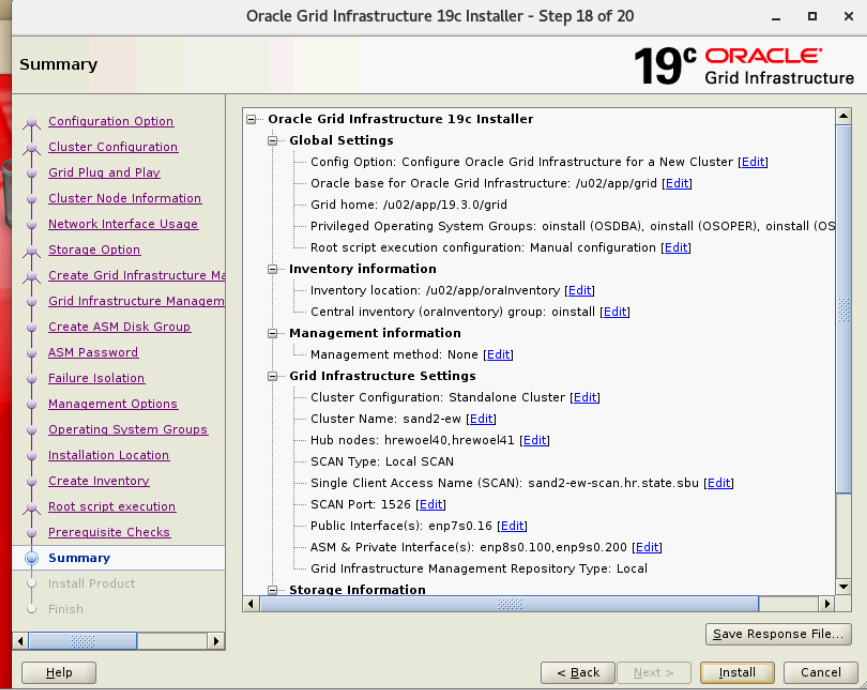 Oracle Grid Infrastructure 19c Installer - Step 18 of 20
Summary
19c ORACLE
Grid Infrastructure
Configuration Option
Cluster Configuration
Grid Plug and Play
Cluster Node Information
Network Interface Usage
Storage Option
Create Grid Infrastructure Ma
Grid Infrastructure Managem
Create ASM Disk Group
ASM Password
Failure Isolation
Management Options
Operating System Groups
Installation Location
Create Inventory
Root script execution
Prerequisite Checks
Summary
Install Product
Finish
Oracle Grid Infrastructure 19c Installer
Global Settings
Config Option: Configure Oracle Grid Infrastructure for a New Cluster [Edit]
Oracle base for Oracle Grid Infrastructure: /u02/app/grid [Edit]
Grid home: /u02/app/19.3.0/grid
Privileged Operating System Groups: oinstall (OSDBA), oinstall (OSOPER), oinstall (OS
Root script execution configuration: Manual configuration [Edit]
Inventory information
Inventory location: /u02/app/oraInventory [Edit]
Central inventory (oraInventory) group: oinstall [Edit]
Management information
Management method: None [Edit]
Grid Infrastructure Settings
Cluster Configuration: Standalone Cluster [Edit]
Cluster Name: sand2-ew [Edit]
Hub nodes: hrewoel40,hrewoel41 [Edit]
SCAN Type: Local SCAN
Single Client Access Name (SCAN): sand2-ew-scan.hr.state.sbu [Edit]
SCAN Port: 1526 [Edit]
Public Interface(s): enp7s0.16 [Edit]
ASM & Private Interface(s): enp8s0.100,enp9s0.200 [Edit]
Grid Infrastructure Management Repository Type: Local
Storage Information
Save Response File...
Help
< Back
Next >
Install
Cancel